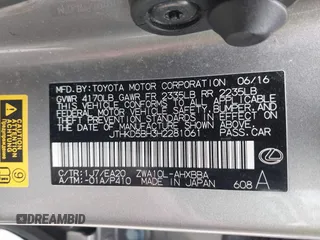 MFD. BY: TOYOTA MOTOR CORPORATION 06/16
GVWR 4170LB GAWR FR 2335LB RR 2235LB
THIS VEHICLE CONFORMS TO ALL APPLICABLE
FEDERAL MOTOR VEHICLE SAFETY, BUMPER, AND
THEFT PREVENTION STANDARDS IN EFFECT ON
THE DATE OF MANUFACTURE SHOWN ABOVE.
PASS. CAR
C/TR: 1J7/EA20 ZWA10L-AHXBBA
A/TM: -01A/P410 MADE IN JAPAN 608 A
DREAMBID